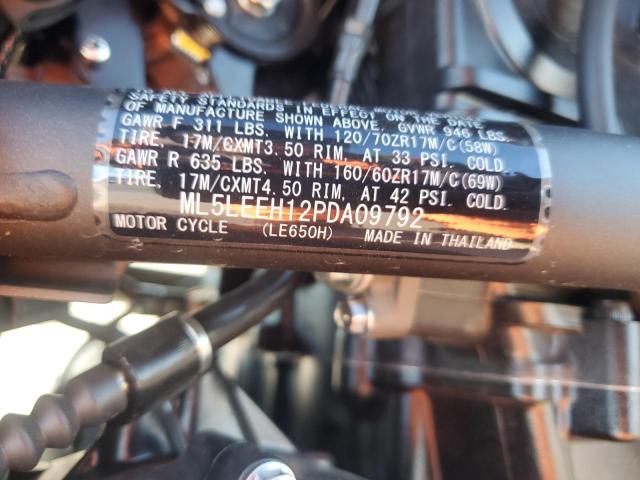 SAFETY STANDARDS IN EFFECT ON THE DATE
OF MANUFACTURE SHOWN ABOVE. GVWR 946 LBS.
GAWR F 311 LBS. WITH 120/70ZR17M/C(58W)
TIRE, 17M/CXMT3.50 RIM, AT 33 PSI. COLD
GAWR R 635 LBS. WITH 160/60ZR17M/C(69W)
TIRE, 17M/CXMT4.50 RIM, AT 42 PSI. COLD.
ML5LEEH12PDA09792
MOTOR CYCLE (LE650H) MADE IN THAILAND